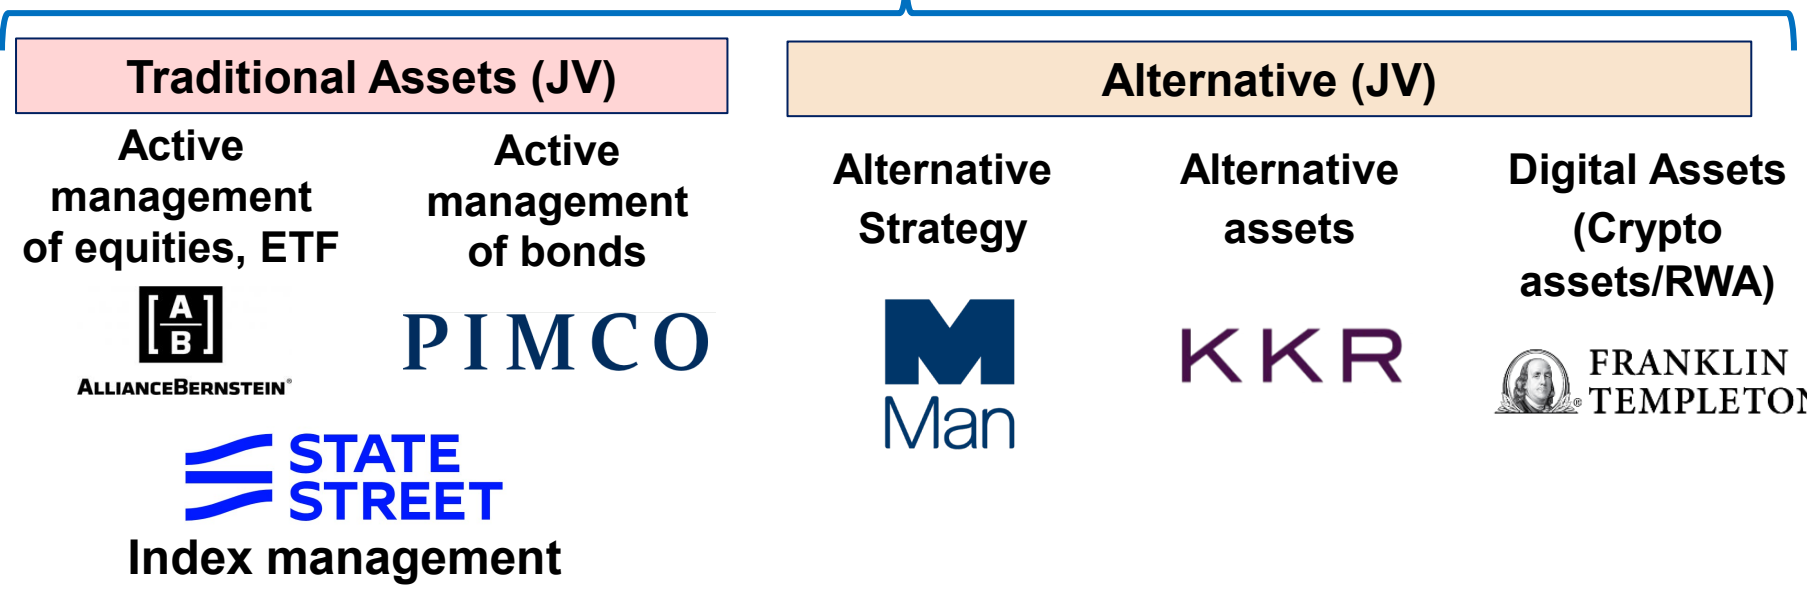 Traditional Assets (JV)
Active
management
of equities, ETF
[A
B]
ALLIANCEBERNSTEIN®
Active
management
of bonds
PIMCO
STATE
STREET
Index management
Alternative (JV)
Alternative
Strategy
M
Man
Alternative
assets
KKR
Digital Assets
(Crypto
assets/RWA)
FRANKLIN
® TEMPLETON